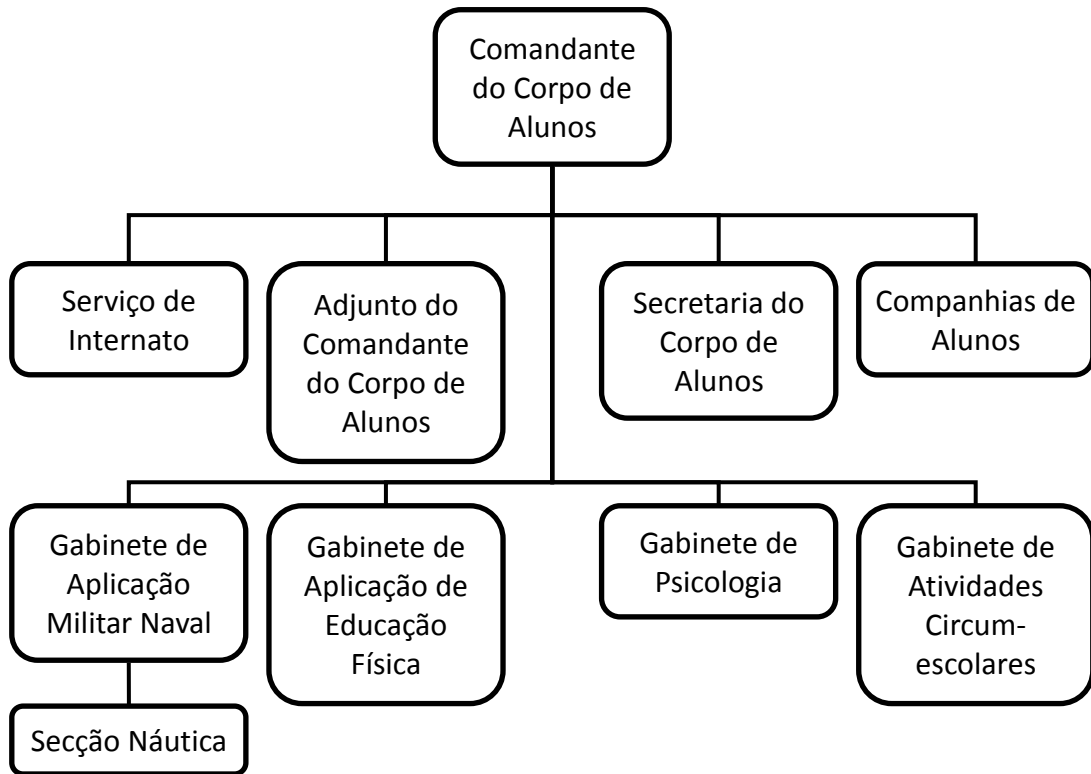 Comandante
do Corpo de
Alunos
Serviço de
Internato
Adjunto do
Comandante
do Corpo de
Alunos
Secretaria do
Corpo de
Alunos
Companhias de
Alunos
Gabinete de
Aplicação
Militar Naval
Gabinete de
Aplicação de
Educação
Física
Gabinete de
Psicologia
Gabinete de
Atividades
Circum-
escolares
Secção Náutica